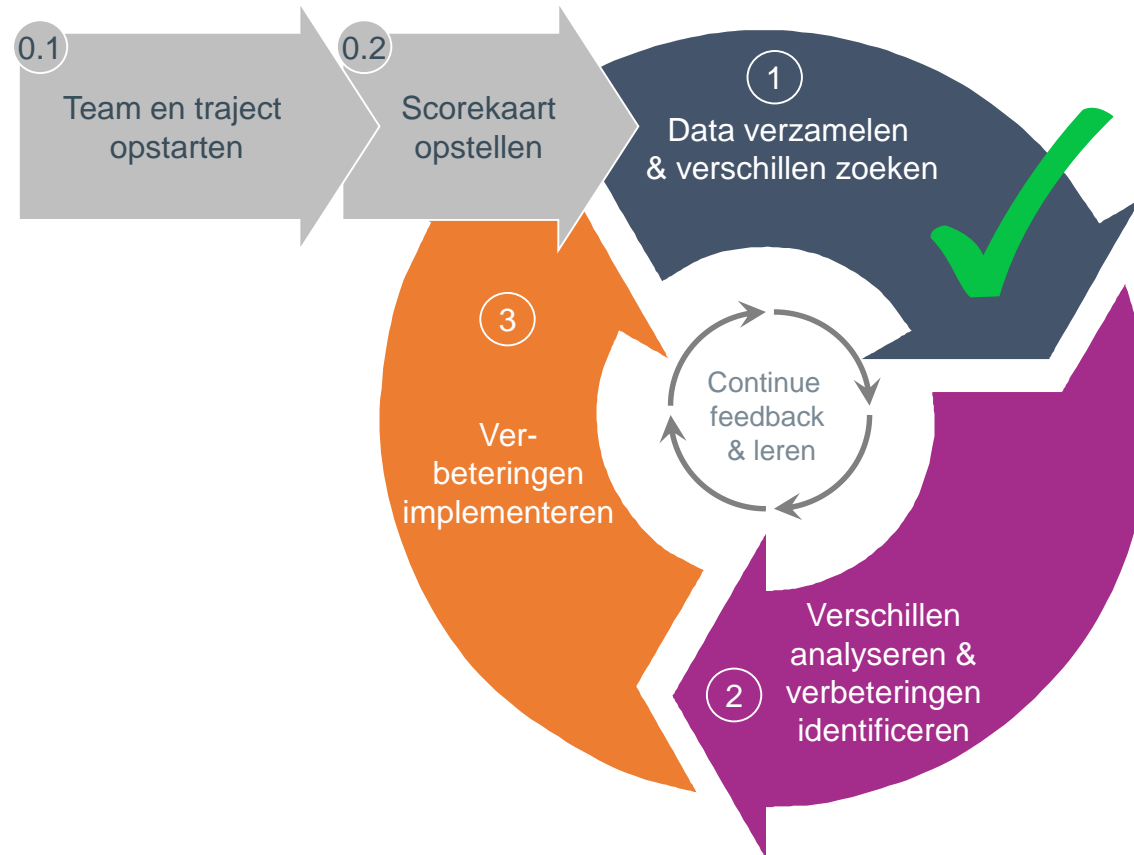 0.1
Team en traject
opstarten
0.2
Scorekaart
opstellen
1
Data verzamelen
& verschillen zoeken
2
Verschillen
analyseren &
verbeteringen
identificeren
3
Ver-
beteringen
implementeren
Continue
feedback
& leren